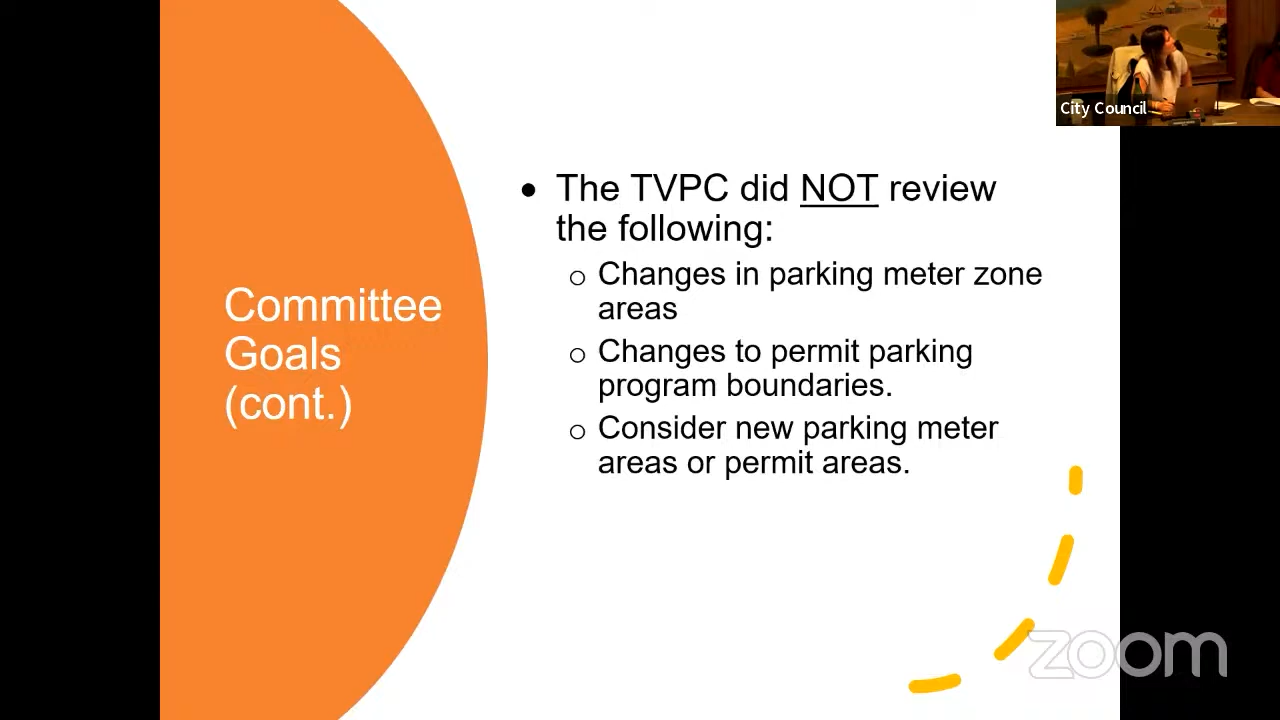 City Council
• The TVPC did NOT review
the following:
o Changes in parking meter zone
areas
o Changes to permit parking
program boundaries.
o Consider new parking meter
areas or permit areas.
Committee
Goals
(cont.)
zoom